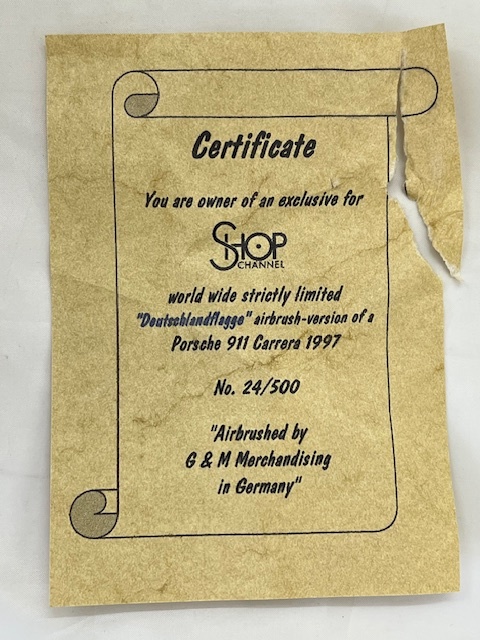 Certificate
You are owner of an exclusive for
SHOP
CHANNEL
world wide strictly limited
"Deutschlandflagge" airbrush-version of a
Porsche 911 Carrera 1997
No. 24/500
"Airbrushed by
G & M Merchandising
in Germany"